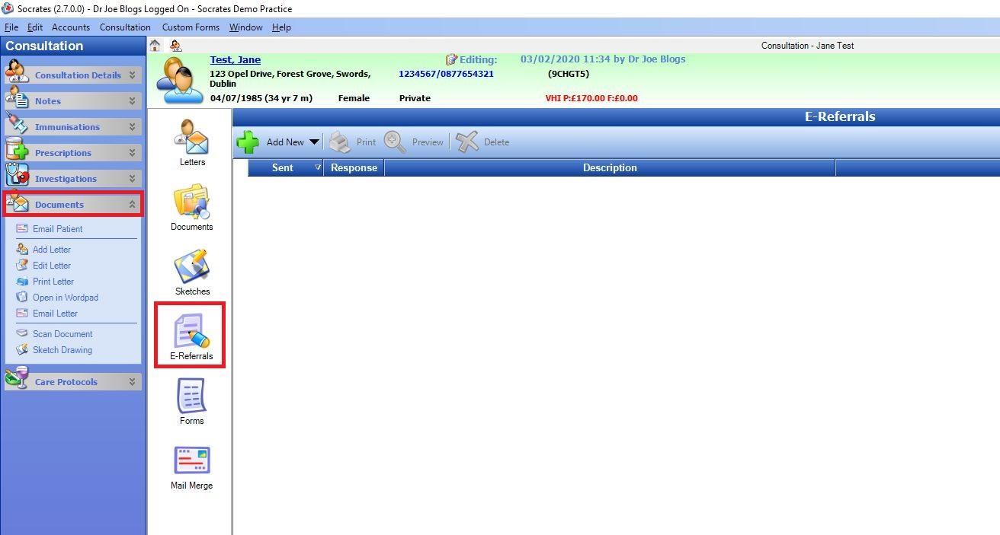 Socrates (2.7.0.0) - Dr Joe Blogs Logged On - Socrates Demo Practice
File Edit Accounts Consultation Custom Forms Window Help
Consultation
Consultation Details
Notes
Immunisations
Prescriptions
Investigations
Documents
Email Patient
Add Letter
Edit Letter
Print Letter
Open in Wordpad
Email Letter
Scan Document
Sketch Drawing
Care Protocols
Consultation - Jane Test
Test, Jane Editing: 03/02/2020 11:34 by Dr Joe Blogs
123 Opel Drive, Forest Grove, Swords, 1234567/0877654321 (9CHGT5)
Dublin
04/07/1985 (34 yr 7 m) Female Private VHI P:£170.00 F:£0.00
Letters
Documents
Sketches
E-Referrals
Forms
Mail Merge
E-Referrals
Add New Print Preview Delete
Sent Response Description